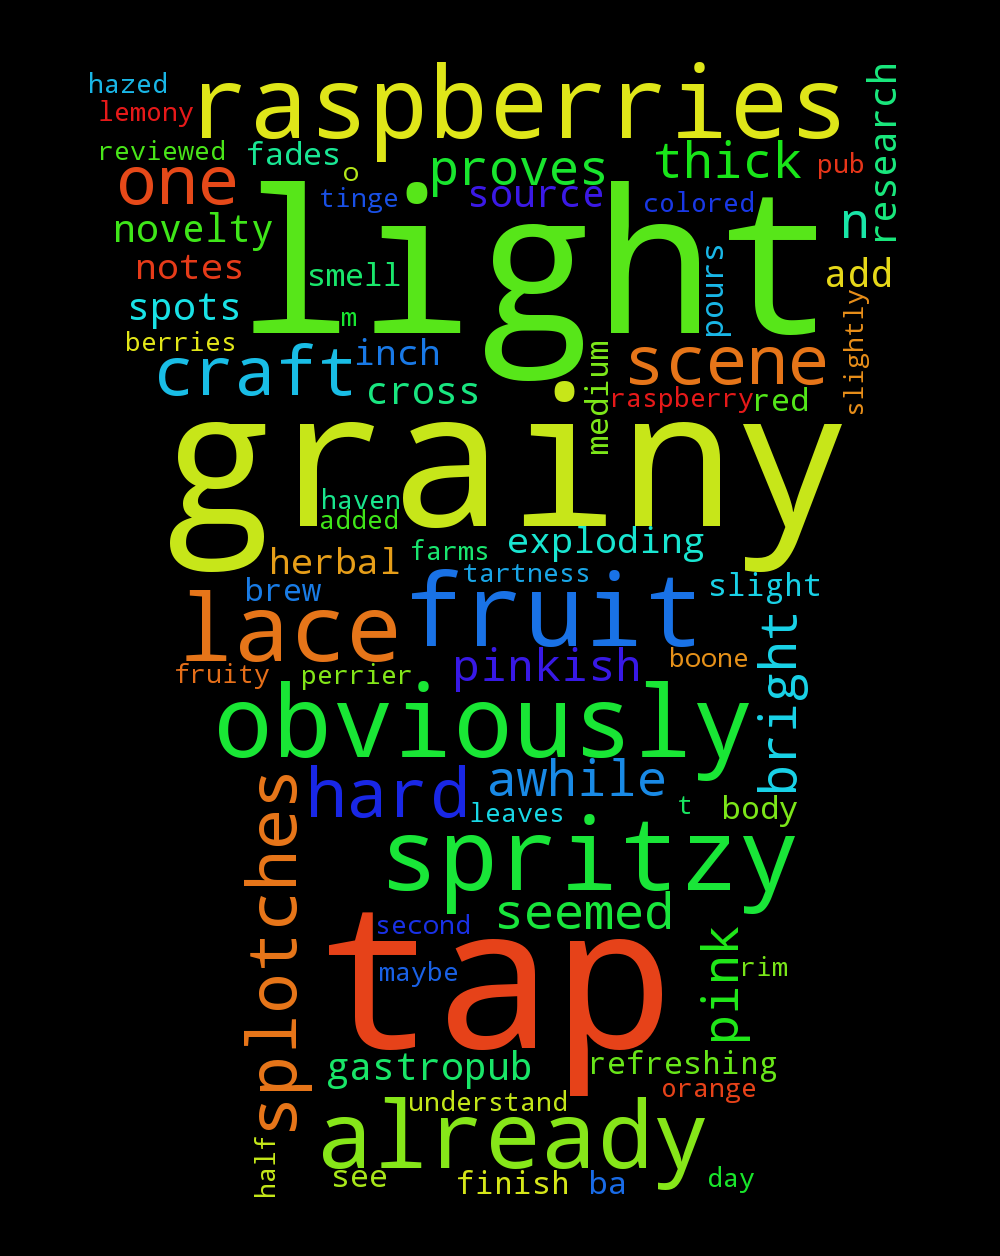 hazed
raspberries
research
lemony
reviewed
fades
proves
thick
pub
one
o
tinge
source
colored
novelty
light
n
notes
smell
pours
add
spots
m
slightly
berries
craft
inch
cross
medium
scene
raspberry
red
grainy
haven
added
herbal
farms
exploding
brew
tartness
slight
lace
fruit
bright
fruity
perrier
pinkish
boone
obviously
splotches
hard
awhile
leaves
t
body
spritzy
seemed
second
tap
maybe
pink
rim
gastropub
refreshing
orange
understand
already
half
see
finish
ba
day